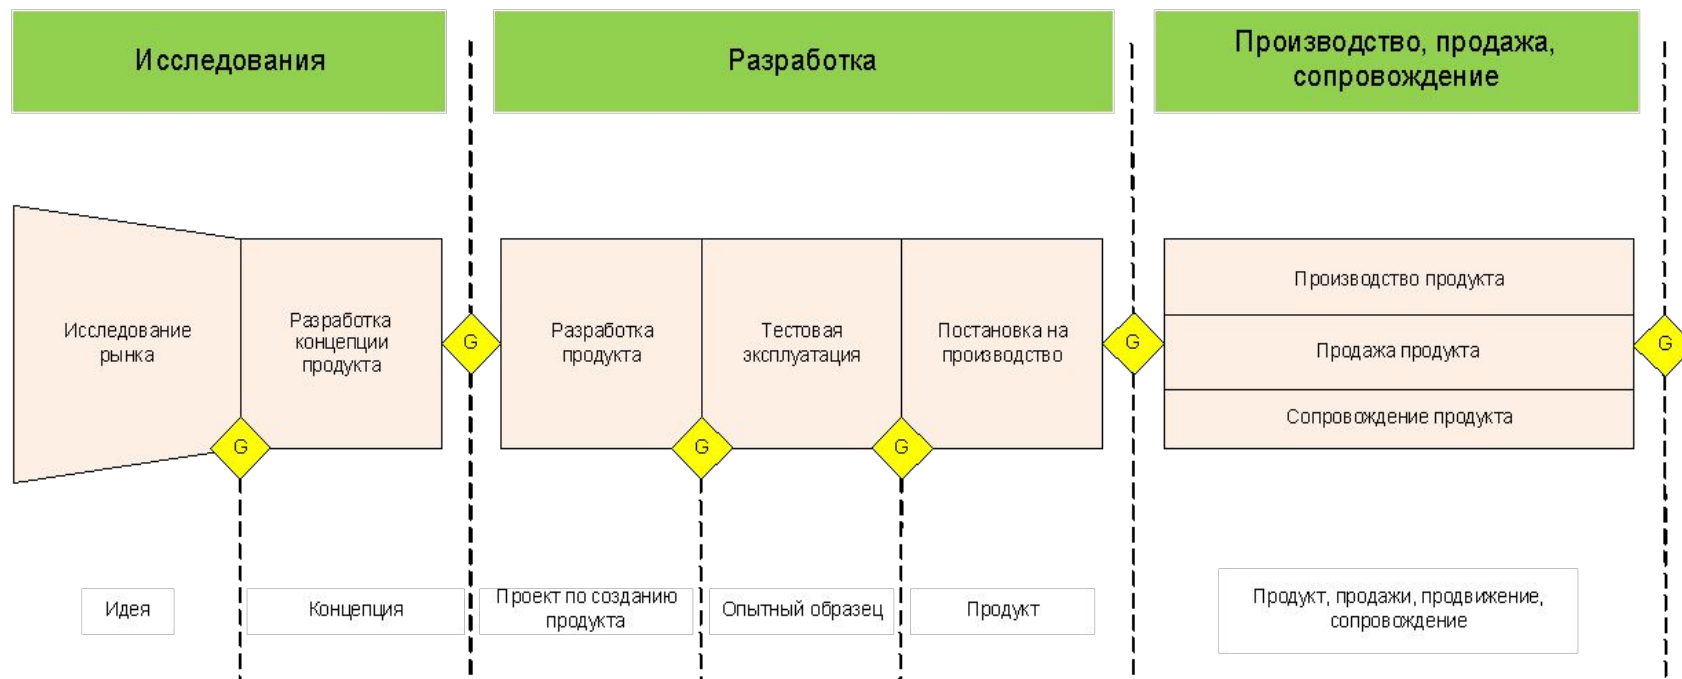 Исследования
Разработка
Производство, продажа,
сопровождение
Исследование
рынка
Разработка
концепции
продукта
G
G
Разработка
продукта
Тестовая
эксплуатация
Постановка на
производство
G
G
G
Производство продукта
Продажа продукта
Сопровождение продукта
G
Идея
Концепция
Проект по созданию
продукта
Опытный образец
Продукт
Продукт, продажи, продвижение,
сопровождение